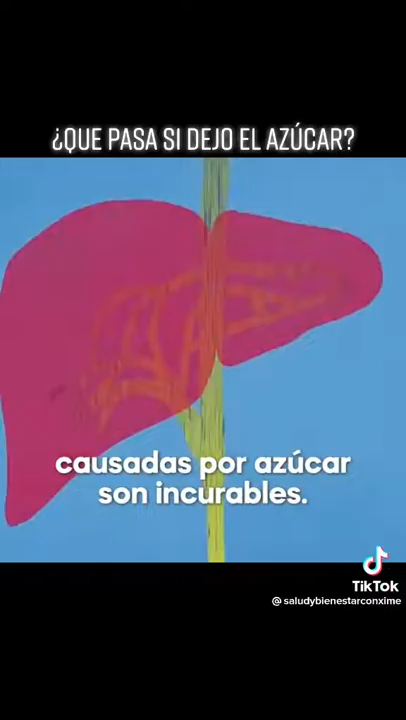 ¿QUE PASA SI DEJO EL AZÚCAR?
causadas por azúcar
son incurables.
TikTok
@ saludybienestarconxime